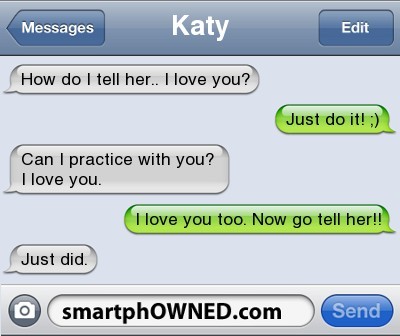 Messages
Katy
Edit
How do I tell her.. I love you?
Just do it! ;)
Can I practice with you?
I love you.
I love you too. Now go tell her!!
Just did.
smartphOWNED.com
Send